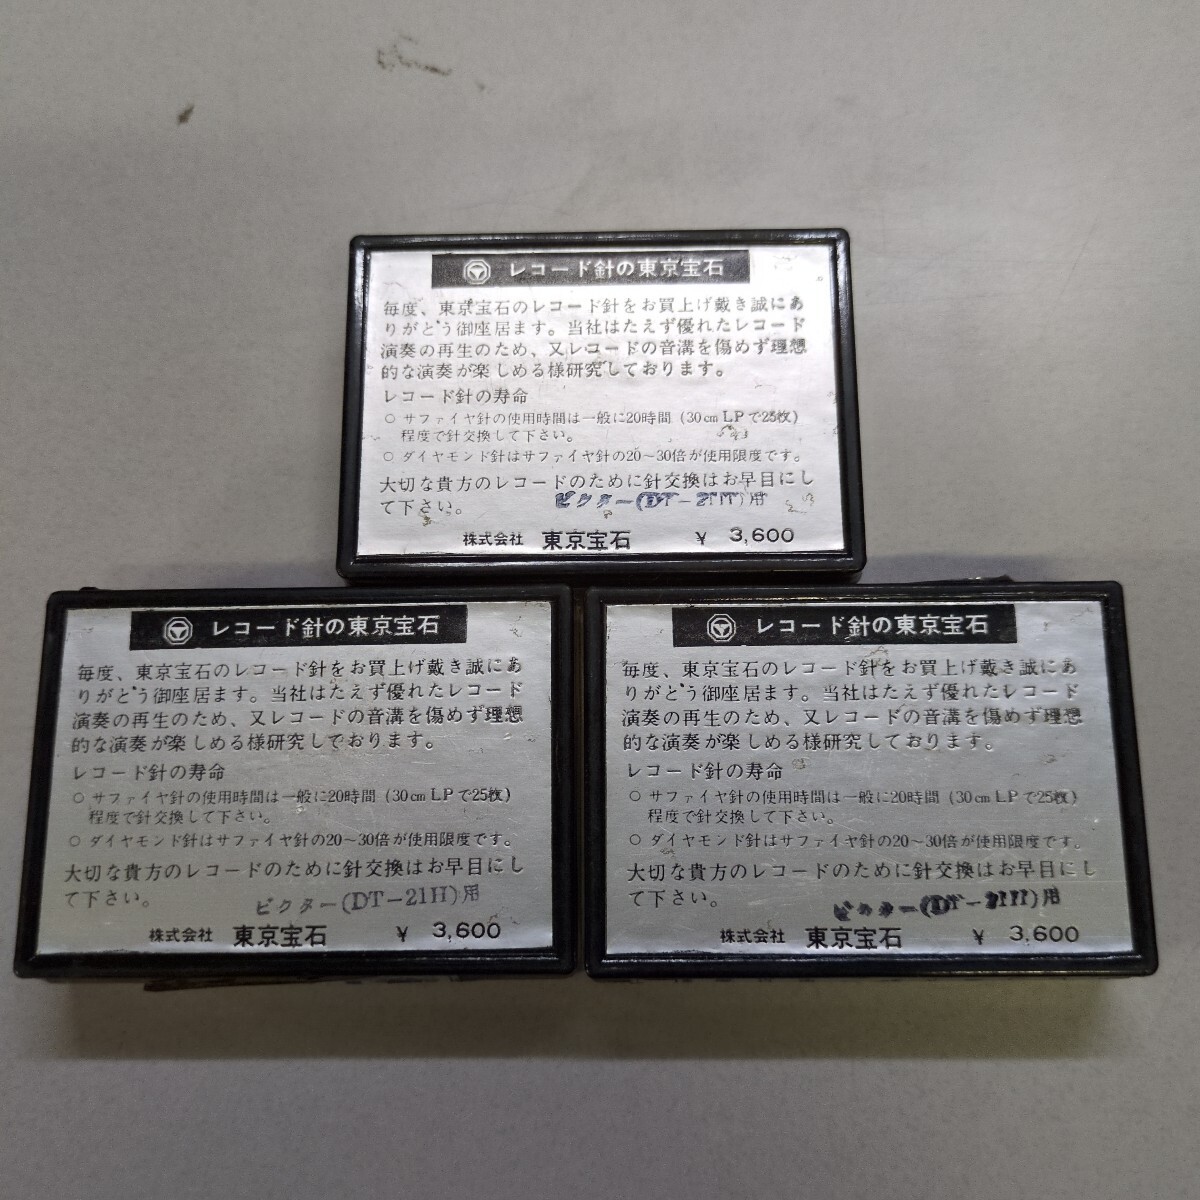 レコード針の東京宝石
毎度、東京宝石のレコード針をお買上げ戴き誠にあ
りがとう御座居ます。当社はたえず優れたレコード
演奏の再生のため、又レコードの音溝を傷めず理想
的な演奏が楽しめる様研究しております。
レコード針の寿命
○ サファイヤ針の使用時間は一般に20時間 (30㎝ LPで25枚)
程度で針交換して下さい。
○ ダイヤモンド針はサファイヤ針の20～30倍が使用限度です。
大切な貴方のレコードのために針交換はお早目にし
て下さい。
ビクター(DT-21H)用
株式会社 東京宝石 ¥ 3,600
レコード針の東京宝石
毎度、東京宝石のレコード針をお買上げ戴き誠にあ
りがとう御座居ます。当社はたえず優れたレコード
演奏の再生のため、又レコードの音溝を傷めず理想
的な演奏が楽しめる様研究しております。
レコード針の寿命
○ サファイヤ針の使用時間は一般に20時間 (30㎝ LPで25枚)
程度で針交換して下さい。
○ ダイヤモンド針はサファイヤ針の20～30倍が使用限度です。
大切な貴方のレコードのために針交換はお早目にし
て下さい。
ビクター(DT-21H)用
株式会社 東京宝石 ¥ 3,600
レコード針の東京宝石
毎度、東京宝石のレコード針をお買上げ戴き誠にあ
りがとう御座居ます。当社はたえず優れたレコード
演奏の再生のため、又レコードの音溝を傷めず理想
的な演奏が楽しめる様研究しております。
レコード針の寿命
○ サファイヤ針の使用時間は一般に20時間 (30㎝ LPで25枚)
程度で針交換して下さい。
○ ダイヤモンド針はサファイヤ針の20～30倍が使用限度です。
大切な貴方のレコードのために針交換はお早目にし
て下さい。
ビクター(DT-21H)用
株式会社 東京宝石 ¥ 3,600